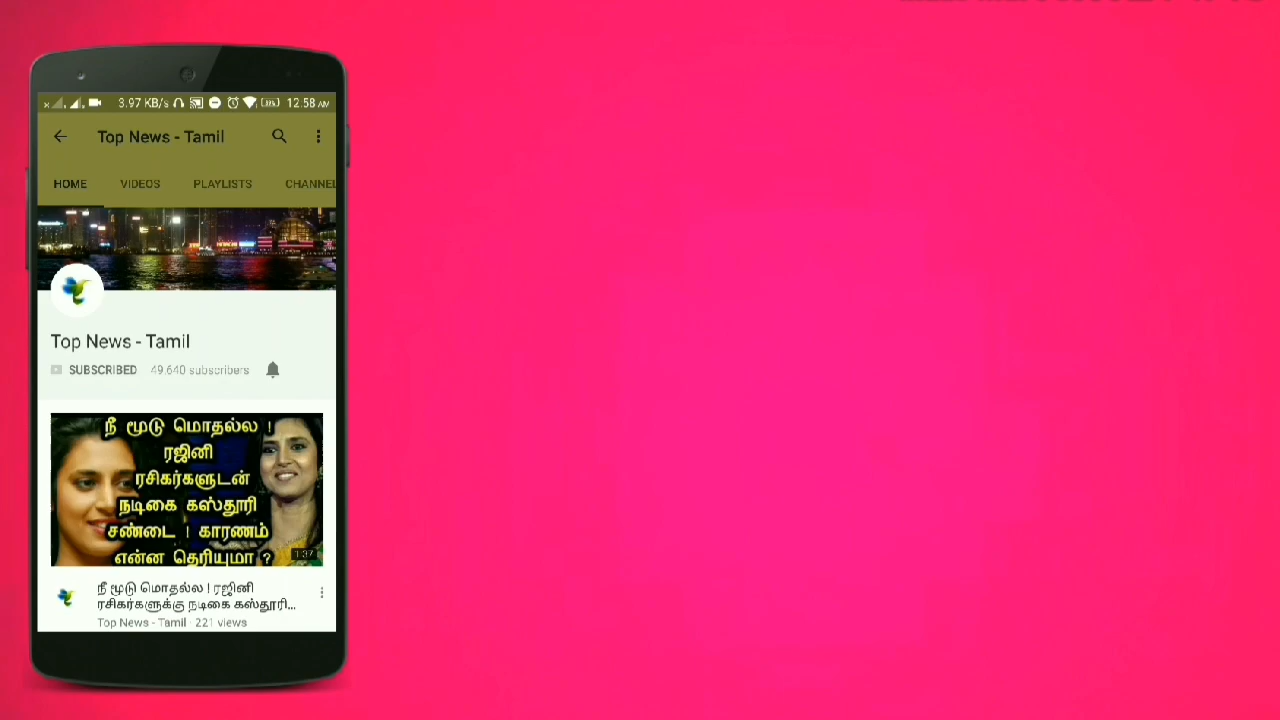 3.97 KB/s
12:58 AM
Top News - Tamil
HOME VIDEOS PLAYLISTS CHANNEL
Top News - Tamil
SUBSCRIBED 49,640 subscribers
நீ மூடு மொதல்ல !
ரஜினி
ரசிகர்களுடன்
நடிகை கஸ்தூரி
சண்டை ! காரணம்
என்ன தெரியுமா ?
1:37
நீ மூடு மொதல்ல ! ரஜினி
ரசிகர்களுக்கு நடிகை கஸ்தூரி...
Top News - Tamil · 221 views